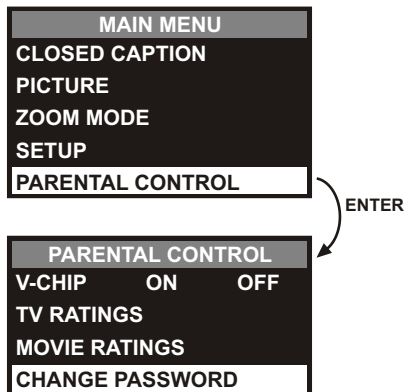 MAIN MENU
CLOSED CAPTION
PICTURE
ZOOM MODE
SETUP
PARENTAL CONTROL
ENTER
PARENTAL CONTROL
V-CHIP ON OFF
TV RATINGS
MOVIE RATINGS
CHANGE PASSWORD